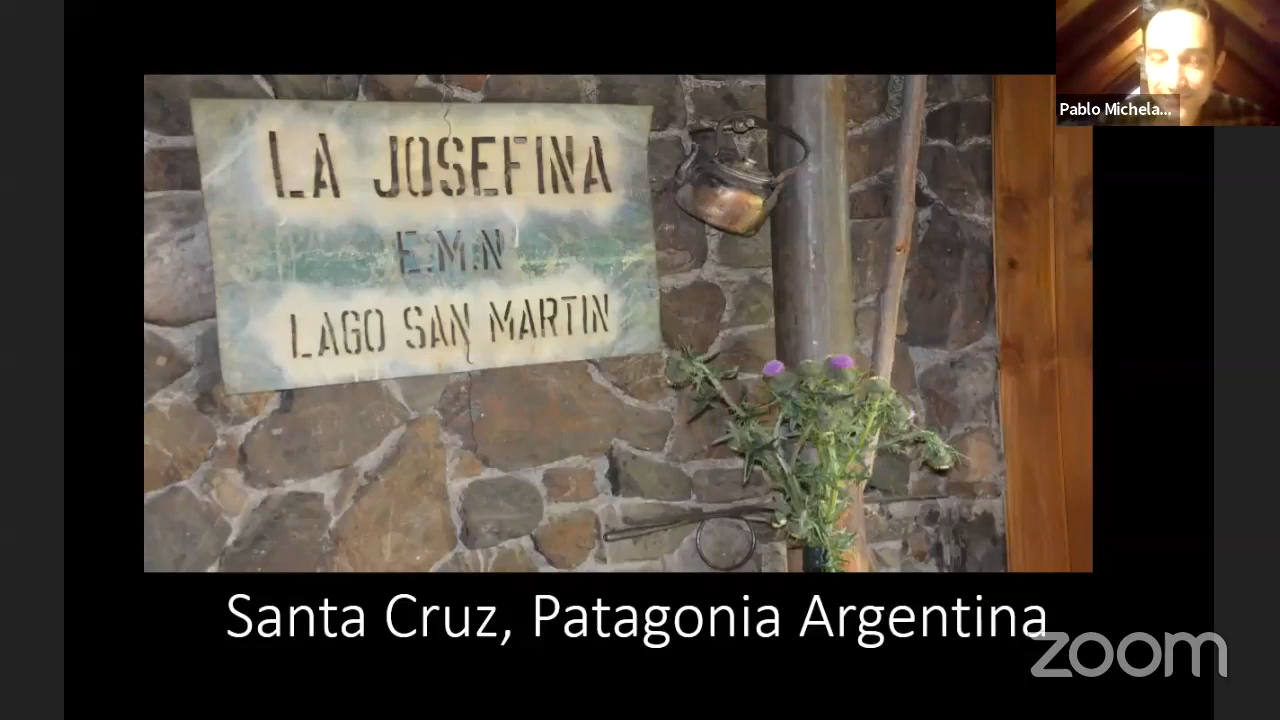 Pablo Michela...
LA JOSEFINA
E.M.N
LAGO SAN MARTIN
Santa Cruz, Patagonia Argentina
zoom